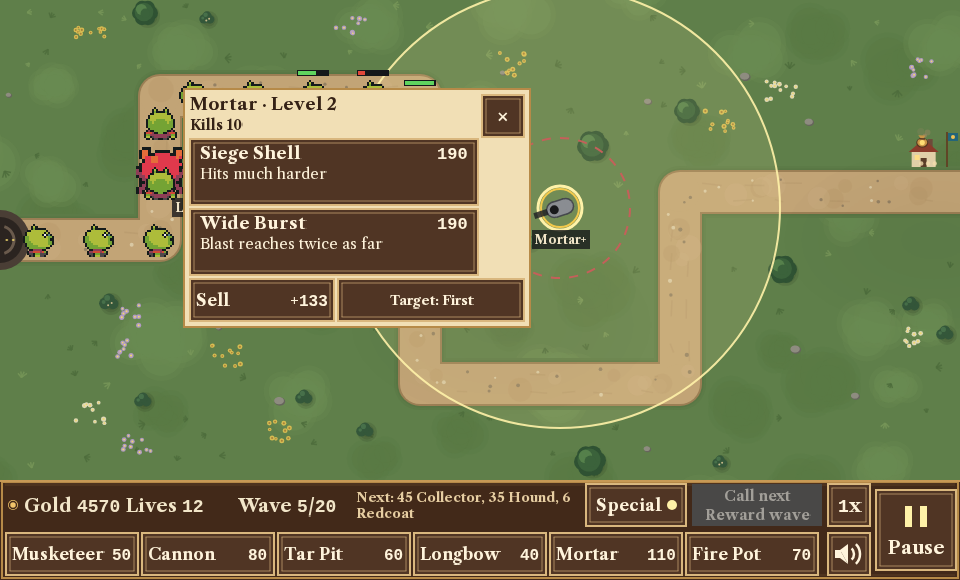 Mortar · Level 2
Kills 10
×
Siege Shell 190
Hits much harder
Wide Burst 190
Blast reaches twice as far
Sell +133
Target: First
Mortar+
Gold 4570 Lives 12
Wave 5/20
Next: 45 Collector, 35 Hound, 6
Redcoat
Special
Call next
Reward wave
1x
Pause
Musketeer 50
Cannon 80
Tar Pit 60
Longbow 40
Mortar 110
Fire Pot 70